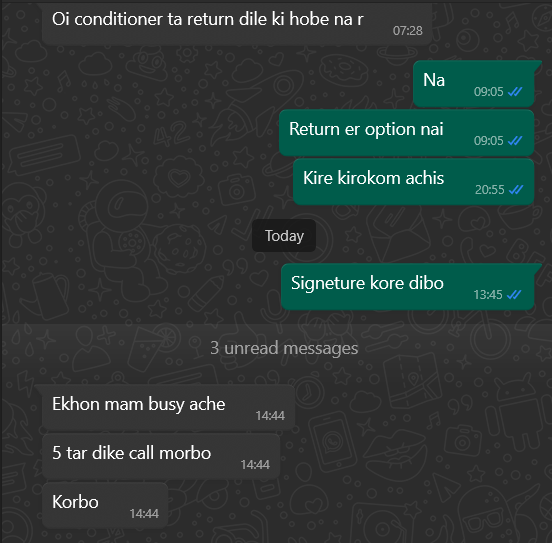 Oi conditioner ta return dile ki hobe na r
07:28
Na
09:05
Return er option nai
09:05
Kire kirokom achis
20:55
Today
Signeture kore dibo
13:45
3 unread messages
Ekhon mam busy ache
14:44
5 tar dike call morbo
14:44
Korbo
14:44